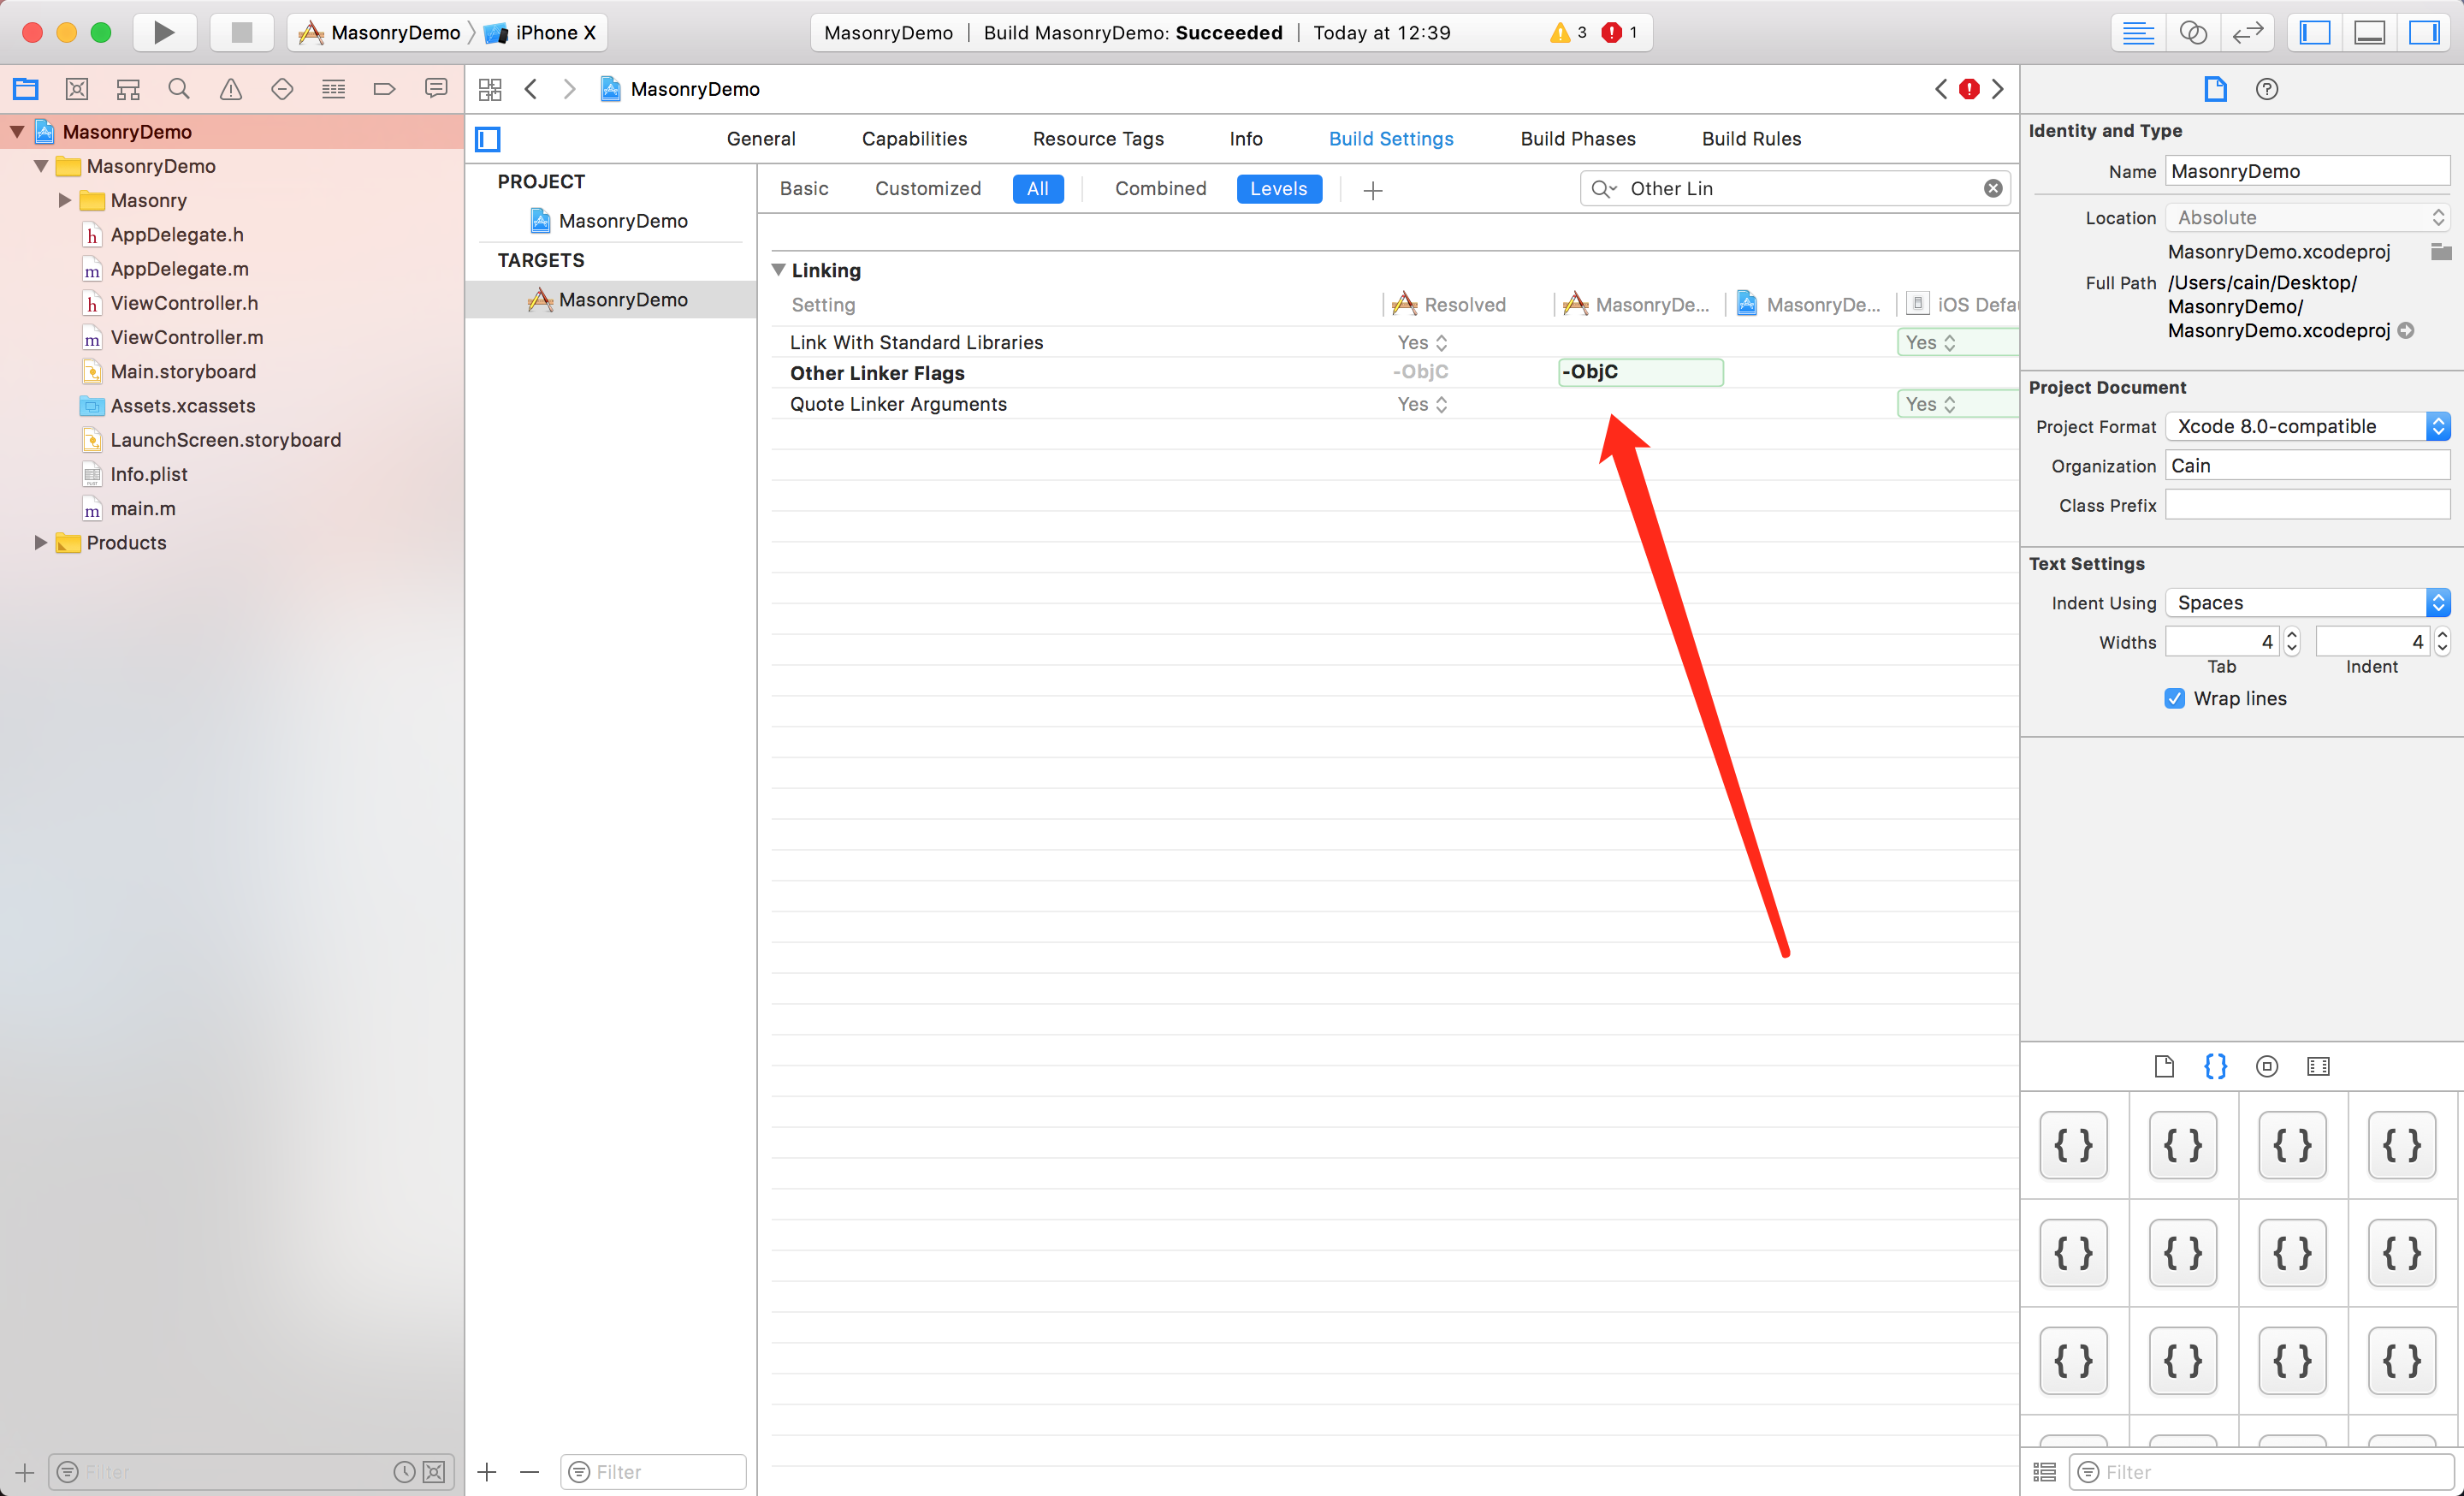 MasonryDemo iPhone X
MasonryDemo | Build MasonryDemo: Succeeded | Today at 12:39
3 1
MasonryDemo
MasonryDemo
Masonry
h AppDelegate.h
m AppDelegate.m
h ViewController.h
m ViewController.m
Main.storyboard
Assets.xcassets
LaunchScreen.storyboard
Info.plist
m main.m
Products
Filter
MasonryDemo
General Capabilities Resource Tags Info Build Settings Build Phases Build Rules
PROJECT
MasonryDemo
TARGETS
MasonryDemo
Filter
Basic Customized All Combined Levels
Other Lin
Linking
Setting Resolved MasonryDe... MasonryDe... iOS Defau
Link With Standard Libraries Yes Yes
Other Linker Flags -ObjC -ObjC
Quote Linker Arguments Yes Yes
Identity and Type
Name MasonryDemo
Location Absolute
MasonryDemo.xcodeproj
Full Path /Users/cain/Desktop/
MasonryDemo/
MasonryDemo.xcodeproj
Project Document
Project Format Xcode 8.0-compatible
Organization Cain
Class Prefix
Text Settings
Indent Using Spaces
Widths 4 4
Tab Indent
Wrap lines
{ } { } { } { }
{ } { } { } { }
{ } { } { } { }
Filter